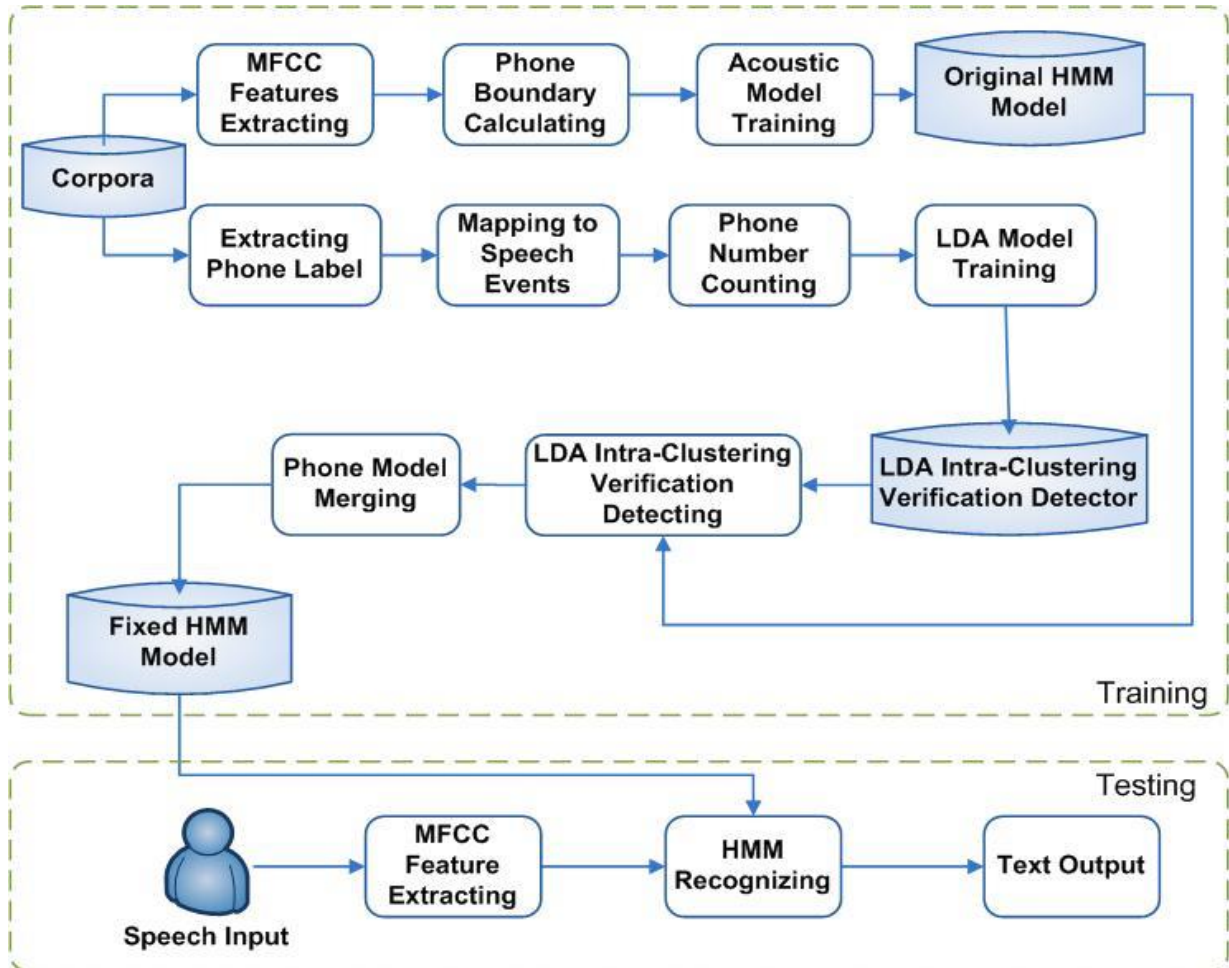 MFCC
Features
Extracting
Phone
Boundary
Calculating
Acoustic
Model
Training
Original HMM
Model
Corpora
Extracting
Phone Label
Mapping to
Speech
Events
Phone
Number
Counting
LDA Model
Training
Phone Model
Merging
LDA Intra-Clustering
Verification
Detecting
LDA Intra-Clustering
Verification Detector
Fixed HMM
Model
Training
Testing
Speech Input
MFCC
Feature
Extracting
HMM
Recognizing
Text Output